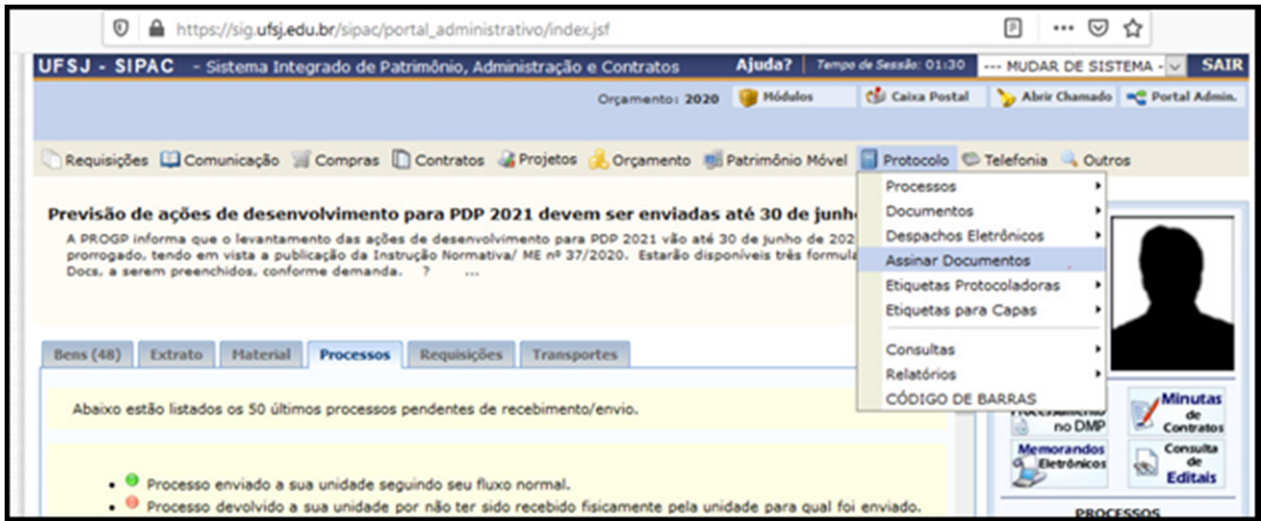 https://sig.ufsj.edu.br/sipac/portal_administrativo/index.jsf
UFSJ - SIPAC - Sistema Integrado de Patrimônio, Administração e Contratos Ajuda? Tempo de Sessão: 01:30 --- MUDAR DE SISTEMA - SAIR
Orçamento: 2020 Módulos Caixa Postal Abrir Chamado Portal Admin.
Requisições Comunicação Compras Contratos Projetos Orçamento Patrimônio Móvel Protocolo Telefonia Outros
Processos
Documentos
Despachos Eletrônicos
Assinar Documentos
Etiquetas Protocoladoras
Etiquetas para Capas
Consultas
Relatórios
CÓDIGO DE BARRAS
Previsão de ações de desenvolvimento para PDP 2021 devem ser enviadas até 30 de junh
A PROGP informa que o levantamento das ações de desenvolvimento para PDP 2021 vão até 30 de junho de 202
prorrogado, tendo em vista a publicação da Instrução Normativa/ ME nº 37/2020. Estarão disponíveis três formula
Docs, a serem preenchidos, conforme demanda. ? ...
Bens (48) Extrato Material Processos Requisições Transportes
Abaixo estão listados os 50 últimos processos pendentes de recebimento/envio.
Processo enviado a sua unidade seguindo seu fluxo normal.
Processo devolvido a sua unidade por não ter sido recebido fisicamente pela unidade para qual foi enviado.
no DMP
Minutas
de
Contratos
Memorandos
Eletrônicos
Consulta
de
Editais
PROCESSOS